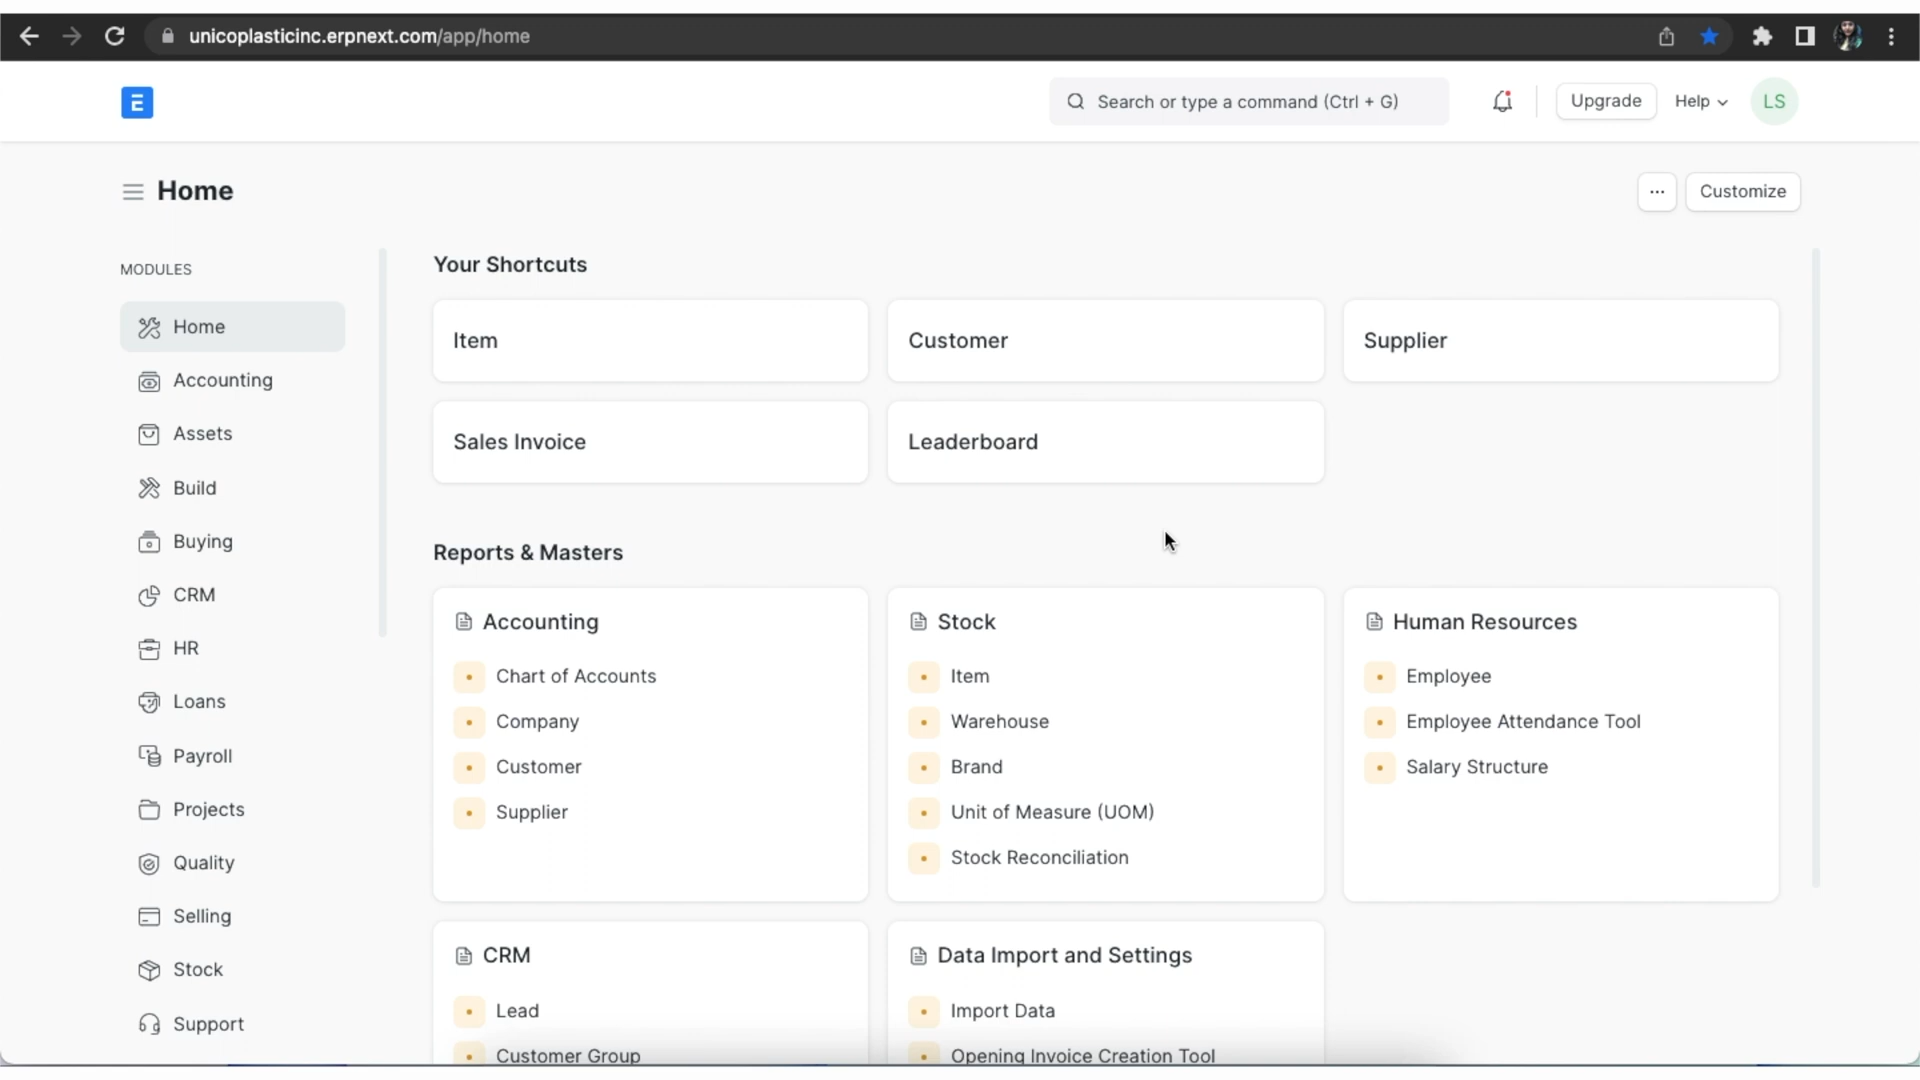 unicoplasticinc.erpnext.com/app/home
E
Search or type a command (Ctrl + G)
Upgrade
Help
LS
Home
···
Customize
MODULES
Home
Accounting
Assets
Build
Buying
CRM
HR
Loans
Payroll
Projects
Quality
Selling
Stock
Support
Your Shortcuts
Item
Customer
Supplier
Sales Invoice
Leaderboard
Reports & Masters
Accounting
Chart of Accounts
Company
Customer
Supplier
Stock
Item
Warehouse
Brand
Unit of Measure (UOM)
Stock Reconciliation
Human Resources
Employee
Employee Attendance Tool
Salary Structure
CRM
Lead
Customer Group
Data Import and Settings
Import Data
Opening Invoice Creation Tool